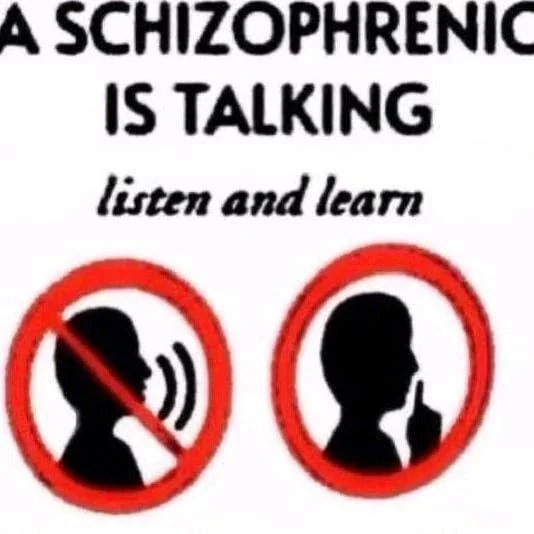 A SCHIZOPHRENIC
IS TALKING
listen and learn